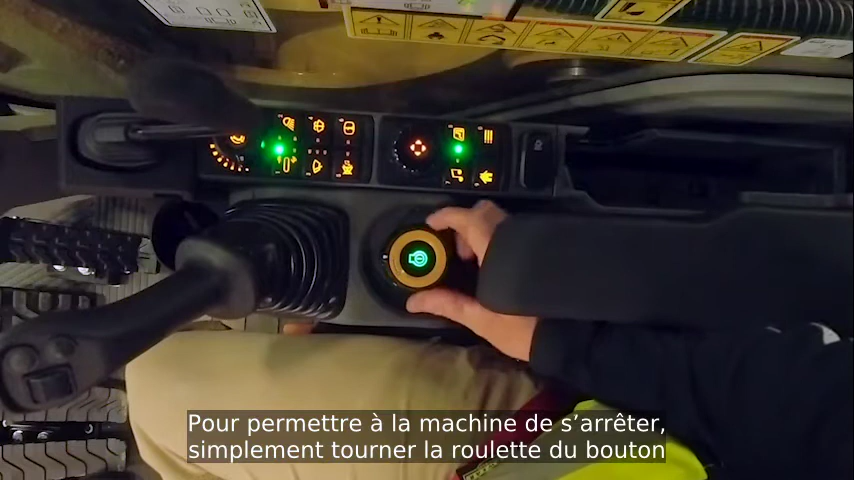 Pour permettre à la machine de s’arrêter,
simplement tourner la roulette du bouton